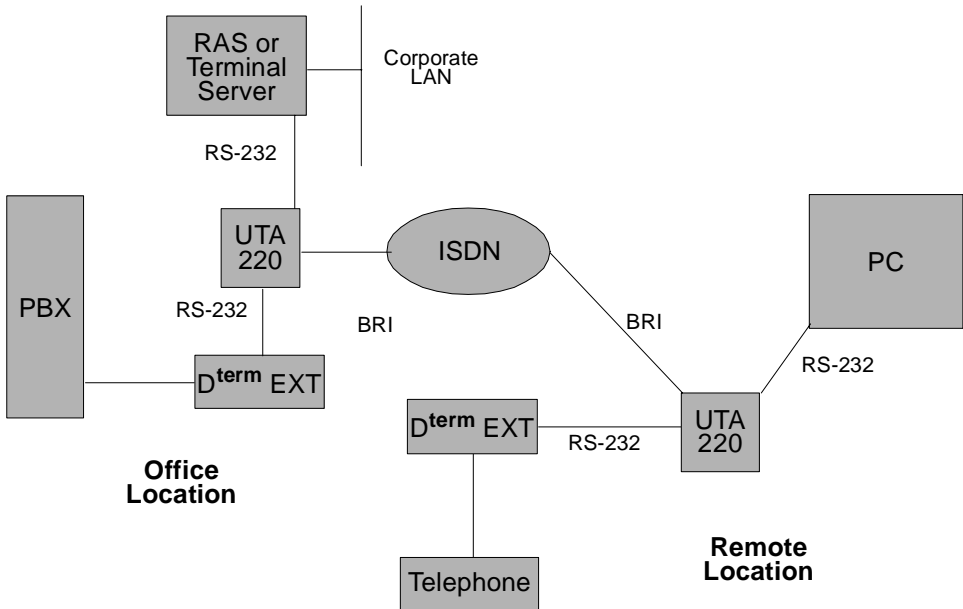 RAS or
Terminal
Server
Corporate
LAN
RS-232
UTA
220
ISDN
PC
PBX
RS-232
BRI
BRI
RS-232
Dterm EXT
Dterm EXT
RS-232
UTA
220
Office
Location
Telephone
Remote
Location